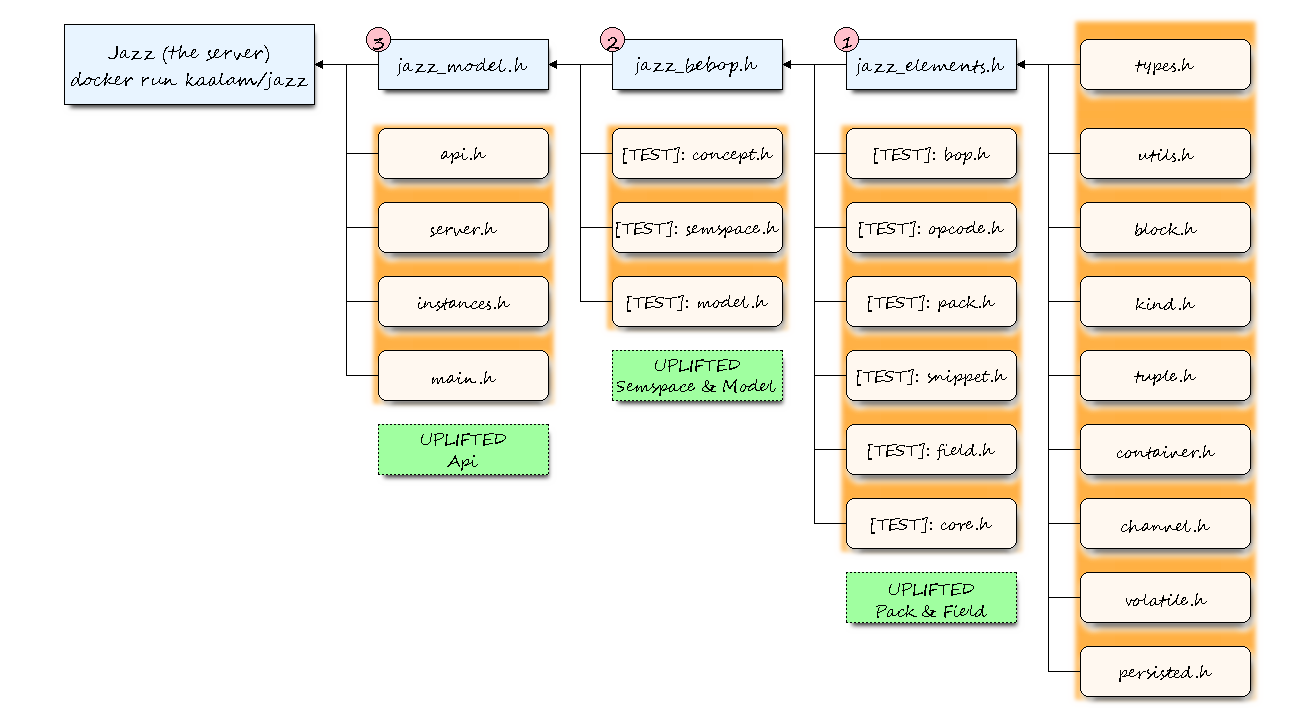 Jazz (the server)
docker run kaalam/jazz
3
jazz_model.h
api.h
server.h
instances.h
main.h
UPLIFTED
Api
2
jazz_bebop.h
[TEST]: concept.h
[TEST]: semspace.h
[TEST]: model.h
UPLIFTED
Semspace & Model
1
jazz_elements.h
[TEST]: bop.h
[TEST]: opcode.h
[TEST]: pack.h
[TEST]: snippet.h
[TEST]: field.h
[TEST]: core.h
UPLIFTED
Pack & Field
types.h
utils.h
block.h
kind.h
tuple.h
container.h
channel.h
volatile.h
persisted.h